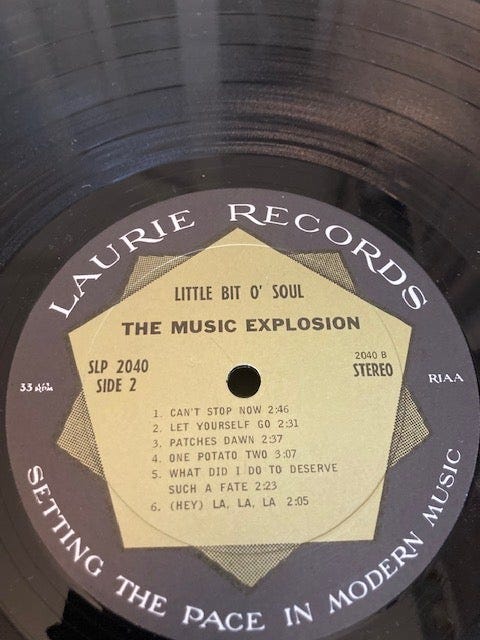 LAURIE RECORDS
LITTLE BIT O' SOUL
THE MUSIC EXPLOSION
SLP 2040
SIDE 2
2040 B
STEREO
33 1/3 RPM
RIAA
1. CAN'T STOP NOW 2:46
2. LET YOURSELF GO 2:31
3. PATCHES DAWN 2:37
4. ONE POTATO TWO 3:07
5. WHAT DID I DO TO DESERVE
SUCH A FATE 2:23
6. (HEY) LA, LA, LA 2:05
SETTING THE PACE IN MODERN MUSIC